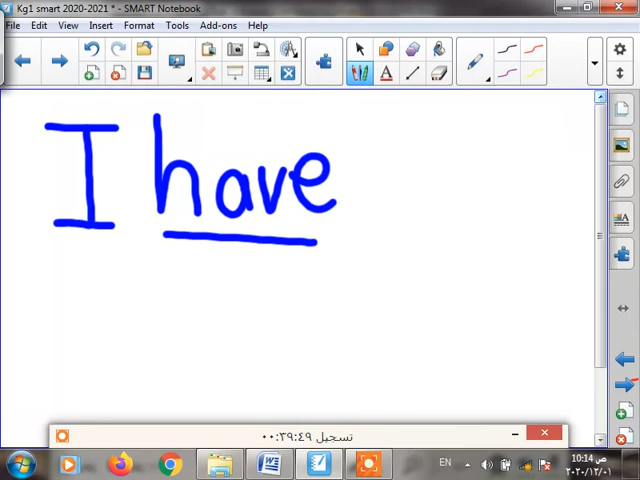 Kg1 smart 2020-2021 * - SMART Notebook
File Edit View Insert Format Tools Add-ons Help
I have
تسجيل ٠٠:٣٩:٤٩
EN
10:14 ص
٢٠٢٠/١٢/٠١